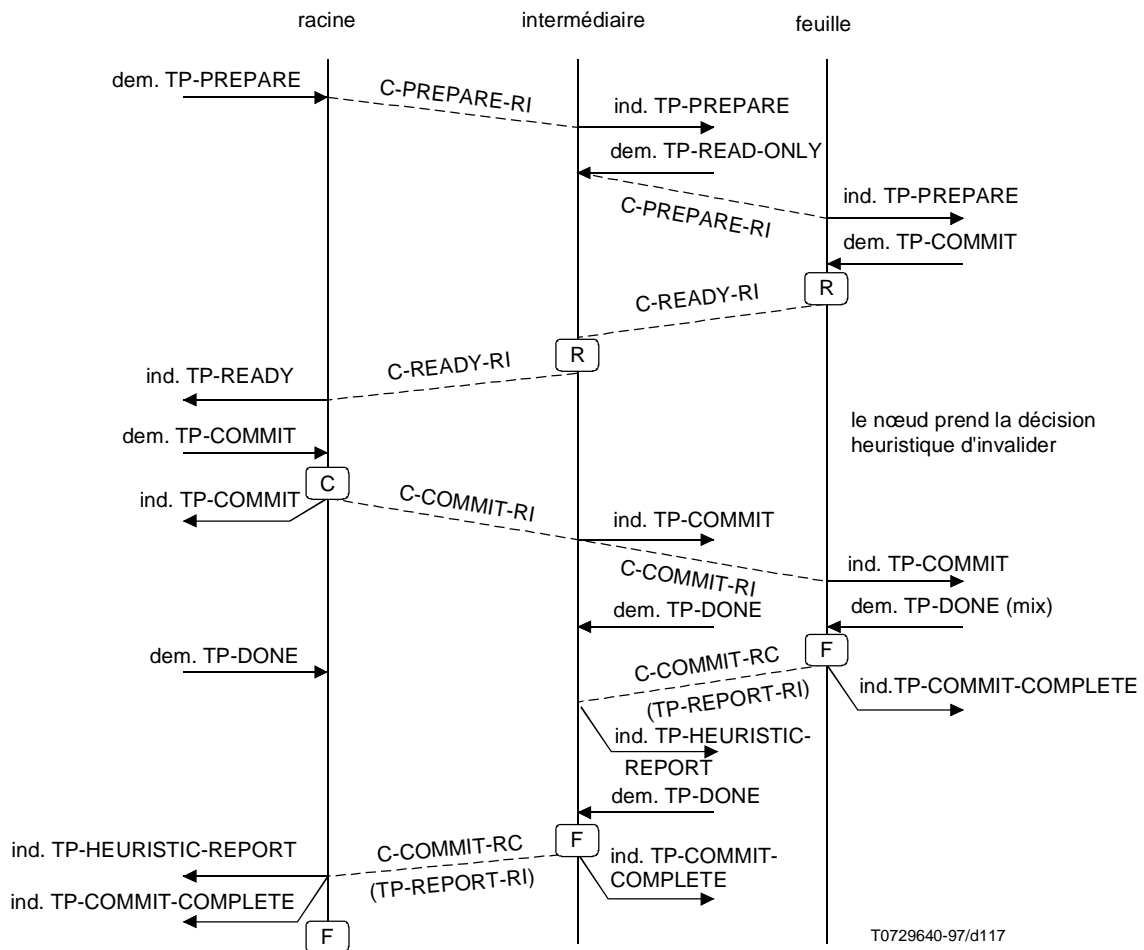 racine
intermédiaire
feuille
dem. TP-PREPARE
C-PREPARE-RI
ind. TP-PREPARE
dem. TP-READ-ONLY
C-PREPARE-RI
ind. TP-PREPARE
dem. TP-COMMIT
R
C-READY-RI
R
C-READY-RI
ind. TP-READY
le nœud prend la décision
heuristique d'invalider
dem. TP-COMMIT
C
ind. TP-COMMIT
C-COMMIT-RI
ind. TP-COMMIT
C-COMMIT-RI
ind. TP-COMMIT
dem. TP-DONE
dem. TP-DONE (mix)
dem. TP-DONE
F
C-COMMIT-RC
(TP-REPORT-RI)
ind.TP-COMMIT-COMPLETE
ind. TP-HEURISTIC-
REPORT
dem. TP-DONE
F
ind. TP-HEURISTIC-REPORT
C-COMMIT-RC
(TP-REPORT-RI)
ind. TP-COMMIT-
COMPLETE
ind. TP-COMMIT-COMPLETE
F
T0729640-97/d117